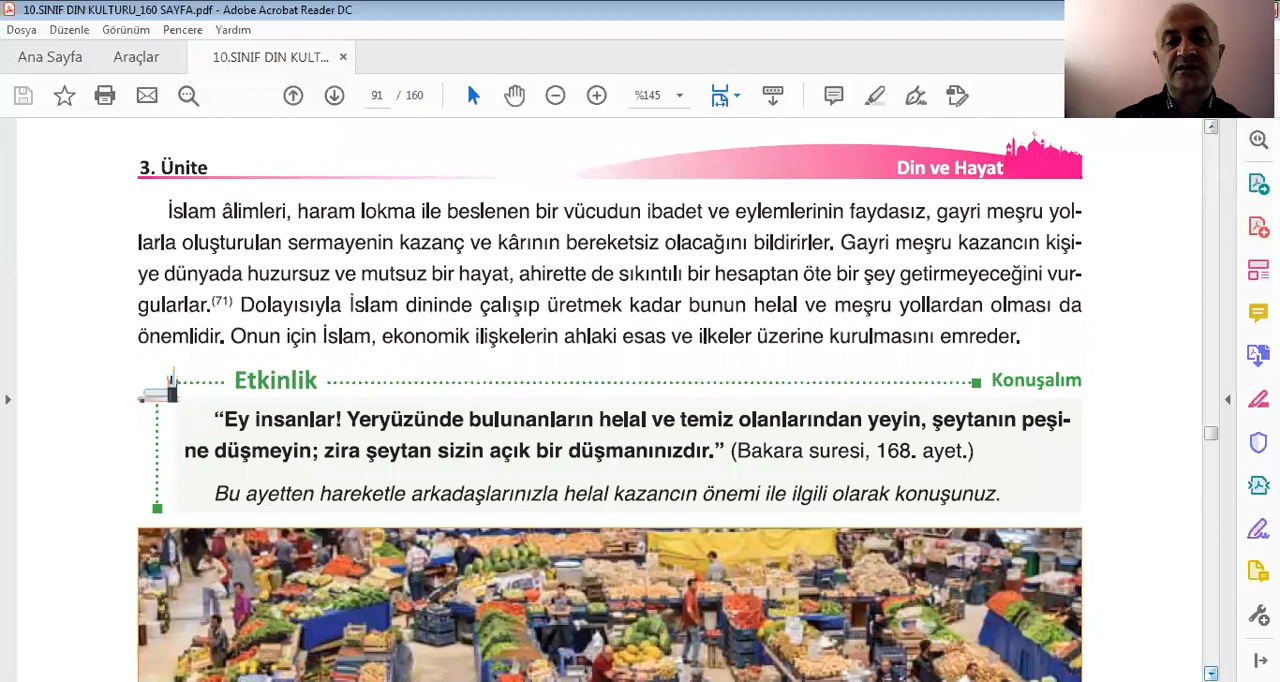 10.SINIF DIN KULTURU_160 SAYFA.pdf - Adobe Acrobat Reader DC
Dosya Düzenle Görünüm Pencere Yardım
Ana Sayfa Araçlar 10.SINIF DIN KULT... ×
91 / 160 %145
3. Ünite
Din ve Hayat
İslam âlimleri, haram lokma ile beslenen bir vücudun ibadet ve eylemlerinin faydasız, gayri meşru yol-
larla oluşturulan sermayenin kazanç ve kârının bereketsiz olacağını bildirirler. Gayri meşru kazancın kişi-
ye dünyada huzursuz ve mutsuz bir hayat, ahirette de sıkıntılı bir hesaptan öte bir şey getirmeyeceğini vur-
gularlar.(71) Dolayısıyla İslam dininde çalışıp üretmek kadar bunun helal ve meşru yollardan olması da
önemlidir. Onun için İslam, ekonomik ilişkelerin ahlaki esas ve ilkeler üzerine kurulmasını emreder.
Etkinlik
Konuşalım
“Ey insanlar! Yeryüzünde bulunanların helal ve temiz olanlarından yeyin, şeytanın peşi-
ne düşmeyin; zira şeytan sizin açık bir düşmanınızdır.” (Bakara suresi, 168. ayet.)
Bu ayetten hareketle arkadaşlarınızla helal kazancın önemi ile ilgili olarak konuşunuz.